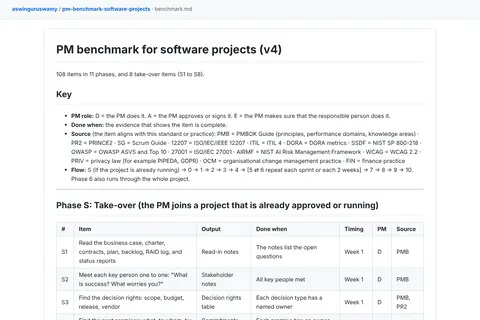 aswinguruswamy / pm-benchmark-software-projects · benchmark.md
PM benchmark for software projects (v4)
108 items in 11 phases, and 8 take-over items (S1 to S8).
Key
• PM role: D = the PM does it. A = the PM approves or signs it. E = the PM makes sure that the responsible person does it.
• Done when: the evidence that shows the item is complete.
• Source (the item aligns with this standard or practice): PMB = PMBOK Guide (principles, performance domains, knowledge areas) ·
PR2 = PRINCE2 · SG = Scrum Guide · 12207 = ISO/IEC/IEEE 12207 · ITIL = ITIL 4 · DORA = DORA metrics · SSDF = NIST SP 800-218 ·
OWASP = OWASP ASVS and Top 10 · 27001 = ISO/IEC 27001 · AIRMF = NIST AI Risk Management Framework · WCAG = WCAG 2.2 ·
PRIV = privacy law (for example PIPEDA, GDPR) · OCM = organisational change management practice · FIN = finance practice
• Flow: S (if the project is already running) → 0 → 1 → 2 → 3 → 4 → [5 ⇄ 6 repeat each sprint or each 2 weeks] → 7 → 8 → 9 → 10.
Phase 6 also runs through the whole project.
Phase S: Take-over (the PM joins a project that is already approved or running)
# Item Output Done when Timing PM Source
S1 Read the business case, charter, contracts, plan, backlog, RAID log, and status reports Read-in notes The notes list the open questions Week 1 D PMB
S2 Meet each key person one to one: "What is success? What worries you?" Stakeholder notes All key people met Week 1 D PMB
S3 Find the decision rights: scope, budget, release, vendor Decision rights table Each decision type has a named owner Week 1 D PMB, PR2